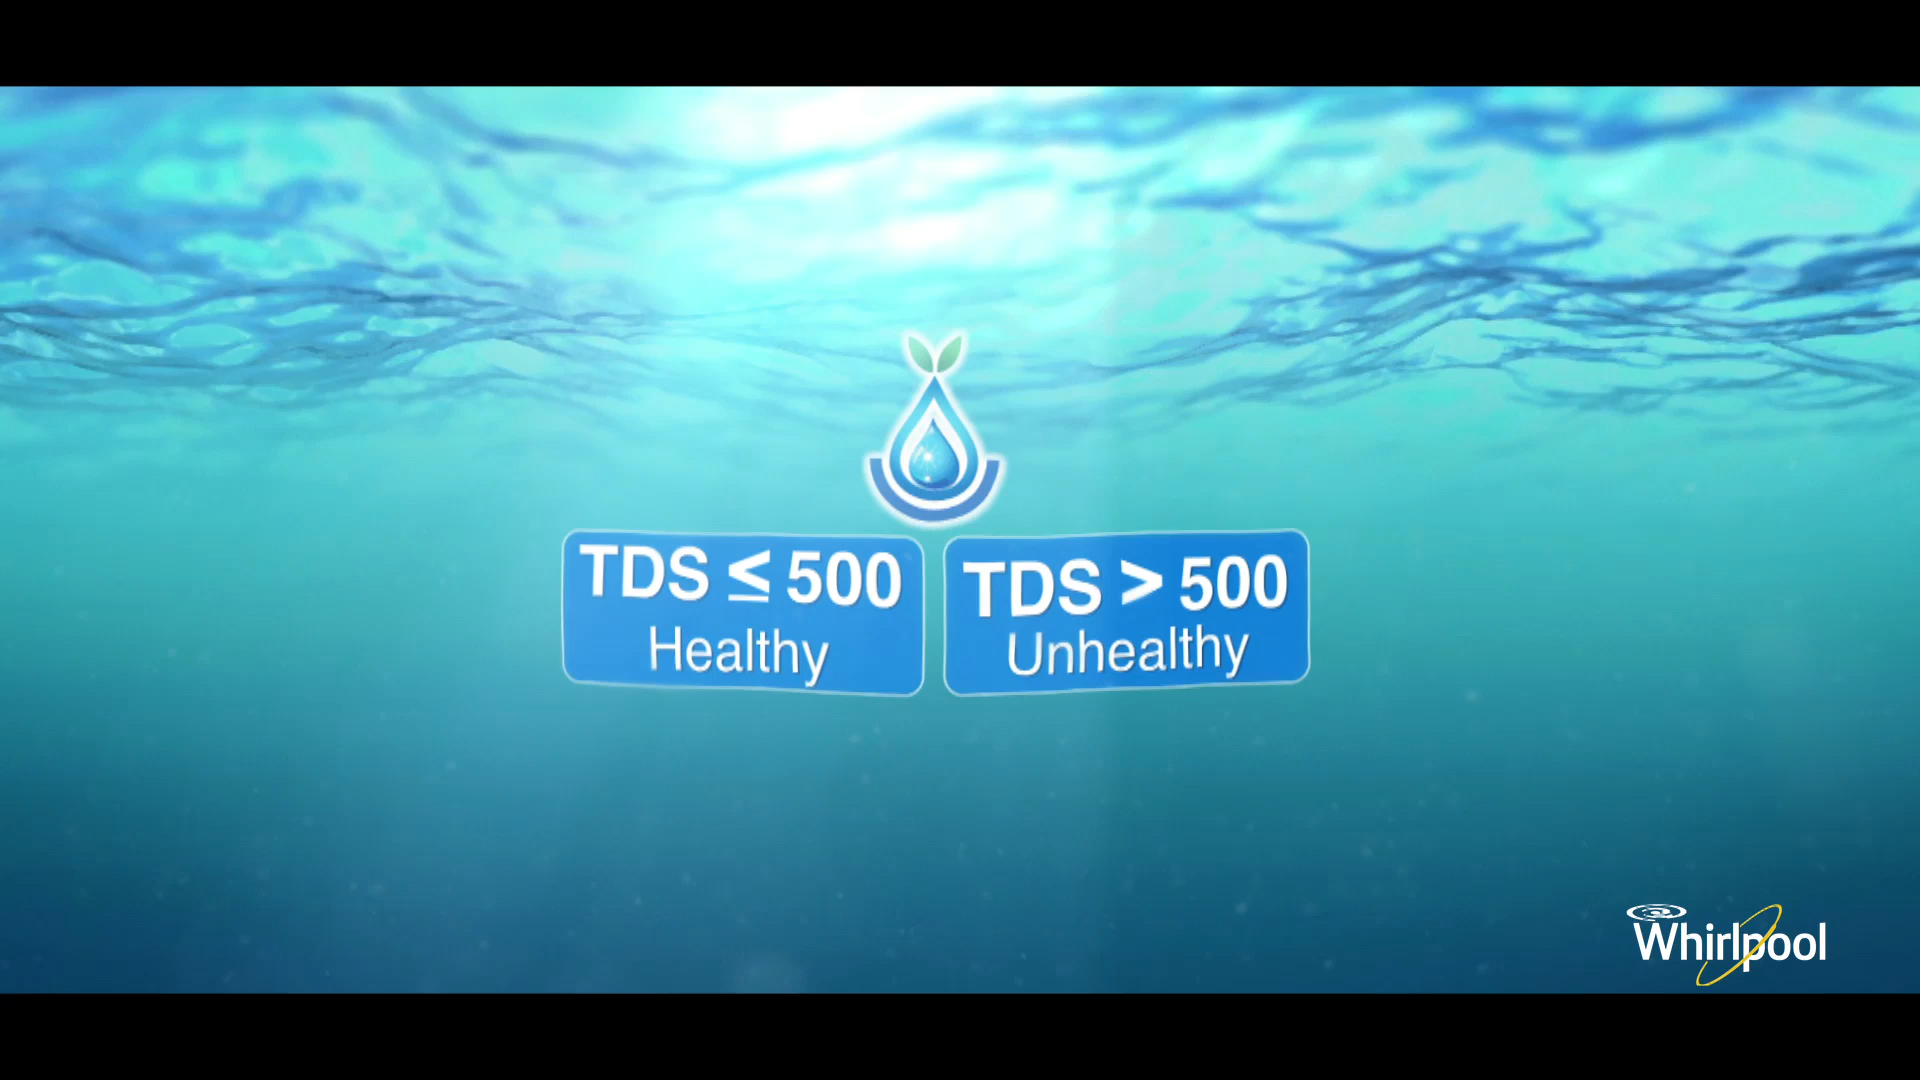 TDS ≤ 500
Healthy
TDS > 500
Unhealthy
Whirlpool